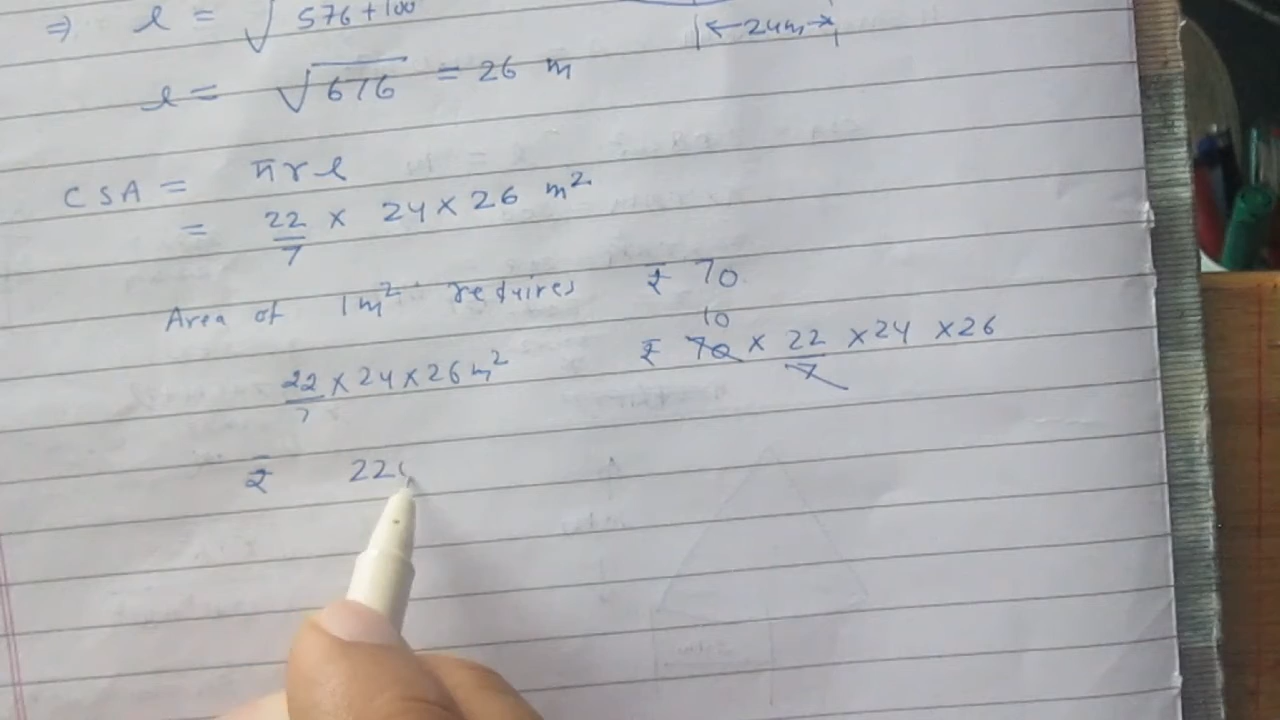 ⇒ l = √576+100
←24m→
l = √676 = 26 m
CSA = πrl
= 22/7 × 24 × 26 m²
Area of 1m² requires ₹ 70
10
22/7 × 24 × 26 m² ₹ 70 × 22/7 × 24 × 26
₹ 220